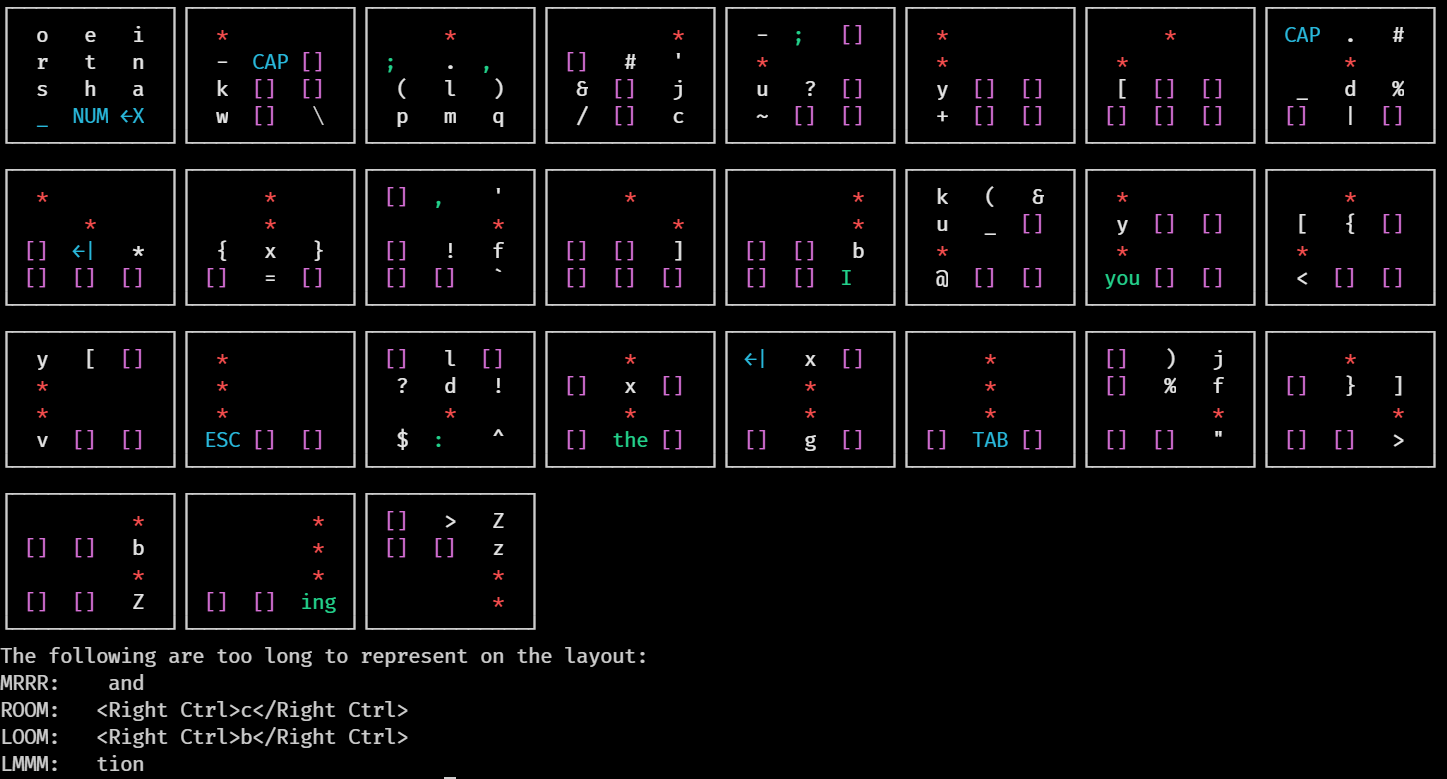 o e i * * * - ; [] * * CAP . #
r t n - CAP [] ; . , [] # ' * * * *
s h a k [] [] ( l ) & [] j u ? [] y [] [] [ [] [] _ d %
_ NUM ←X w [] \ p m q / [] c ~ [] [] + [] [] [] [] [] [] | []
* * [] , ' * * k ( & * *
* * * * * u _ [] y [] [] [ { []
[] ←| * { x } [] ! f [] [] ] [] [] b * * *
[] [] [] [] = [] [] [] ` [] [] [] [] [] I @ [] [] you [] [] < [] []
y [ [] * [] l [] * ←| x [] * [] ) j *
* * ? d ! [] x [] * * [] % f [] } ]
* * * * * * * *
v [] [] ESC [] [] $ : ^ [] the [] [] g [] [] TAB [] [] [] " [] [] >
* * [] > Z
[] [] b * [] [] z
* * *
[] [] Z [] [] ing *
The following are too long to represent on the layout:
MRRR: and
ROOM: <Right Ctrl>c</Right Ctrl>
LOOM: <Right Ctrl>b</Right Ctrl>
LMMM: tion